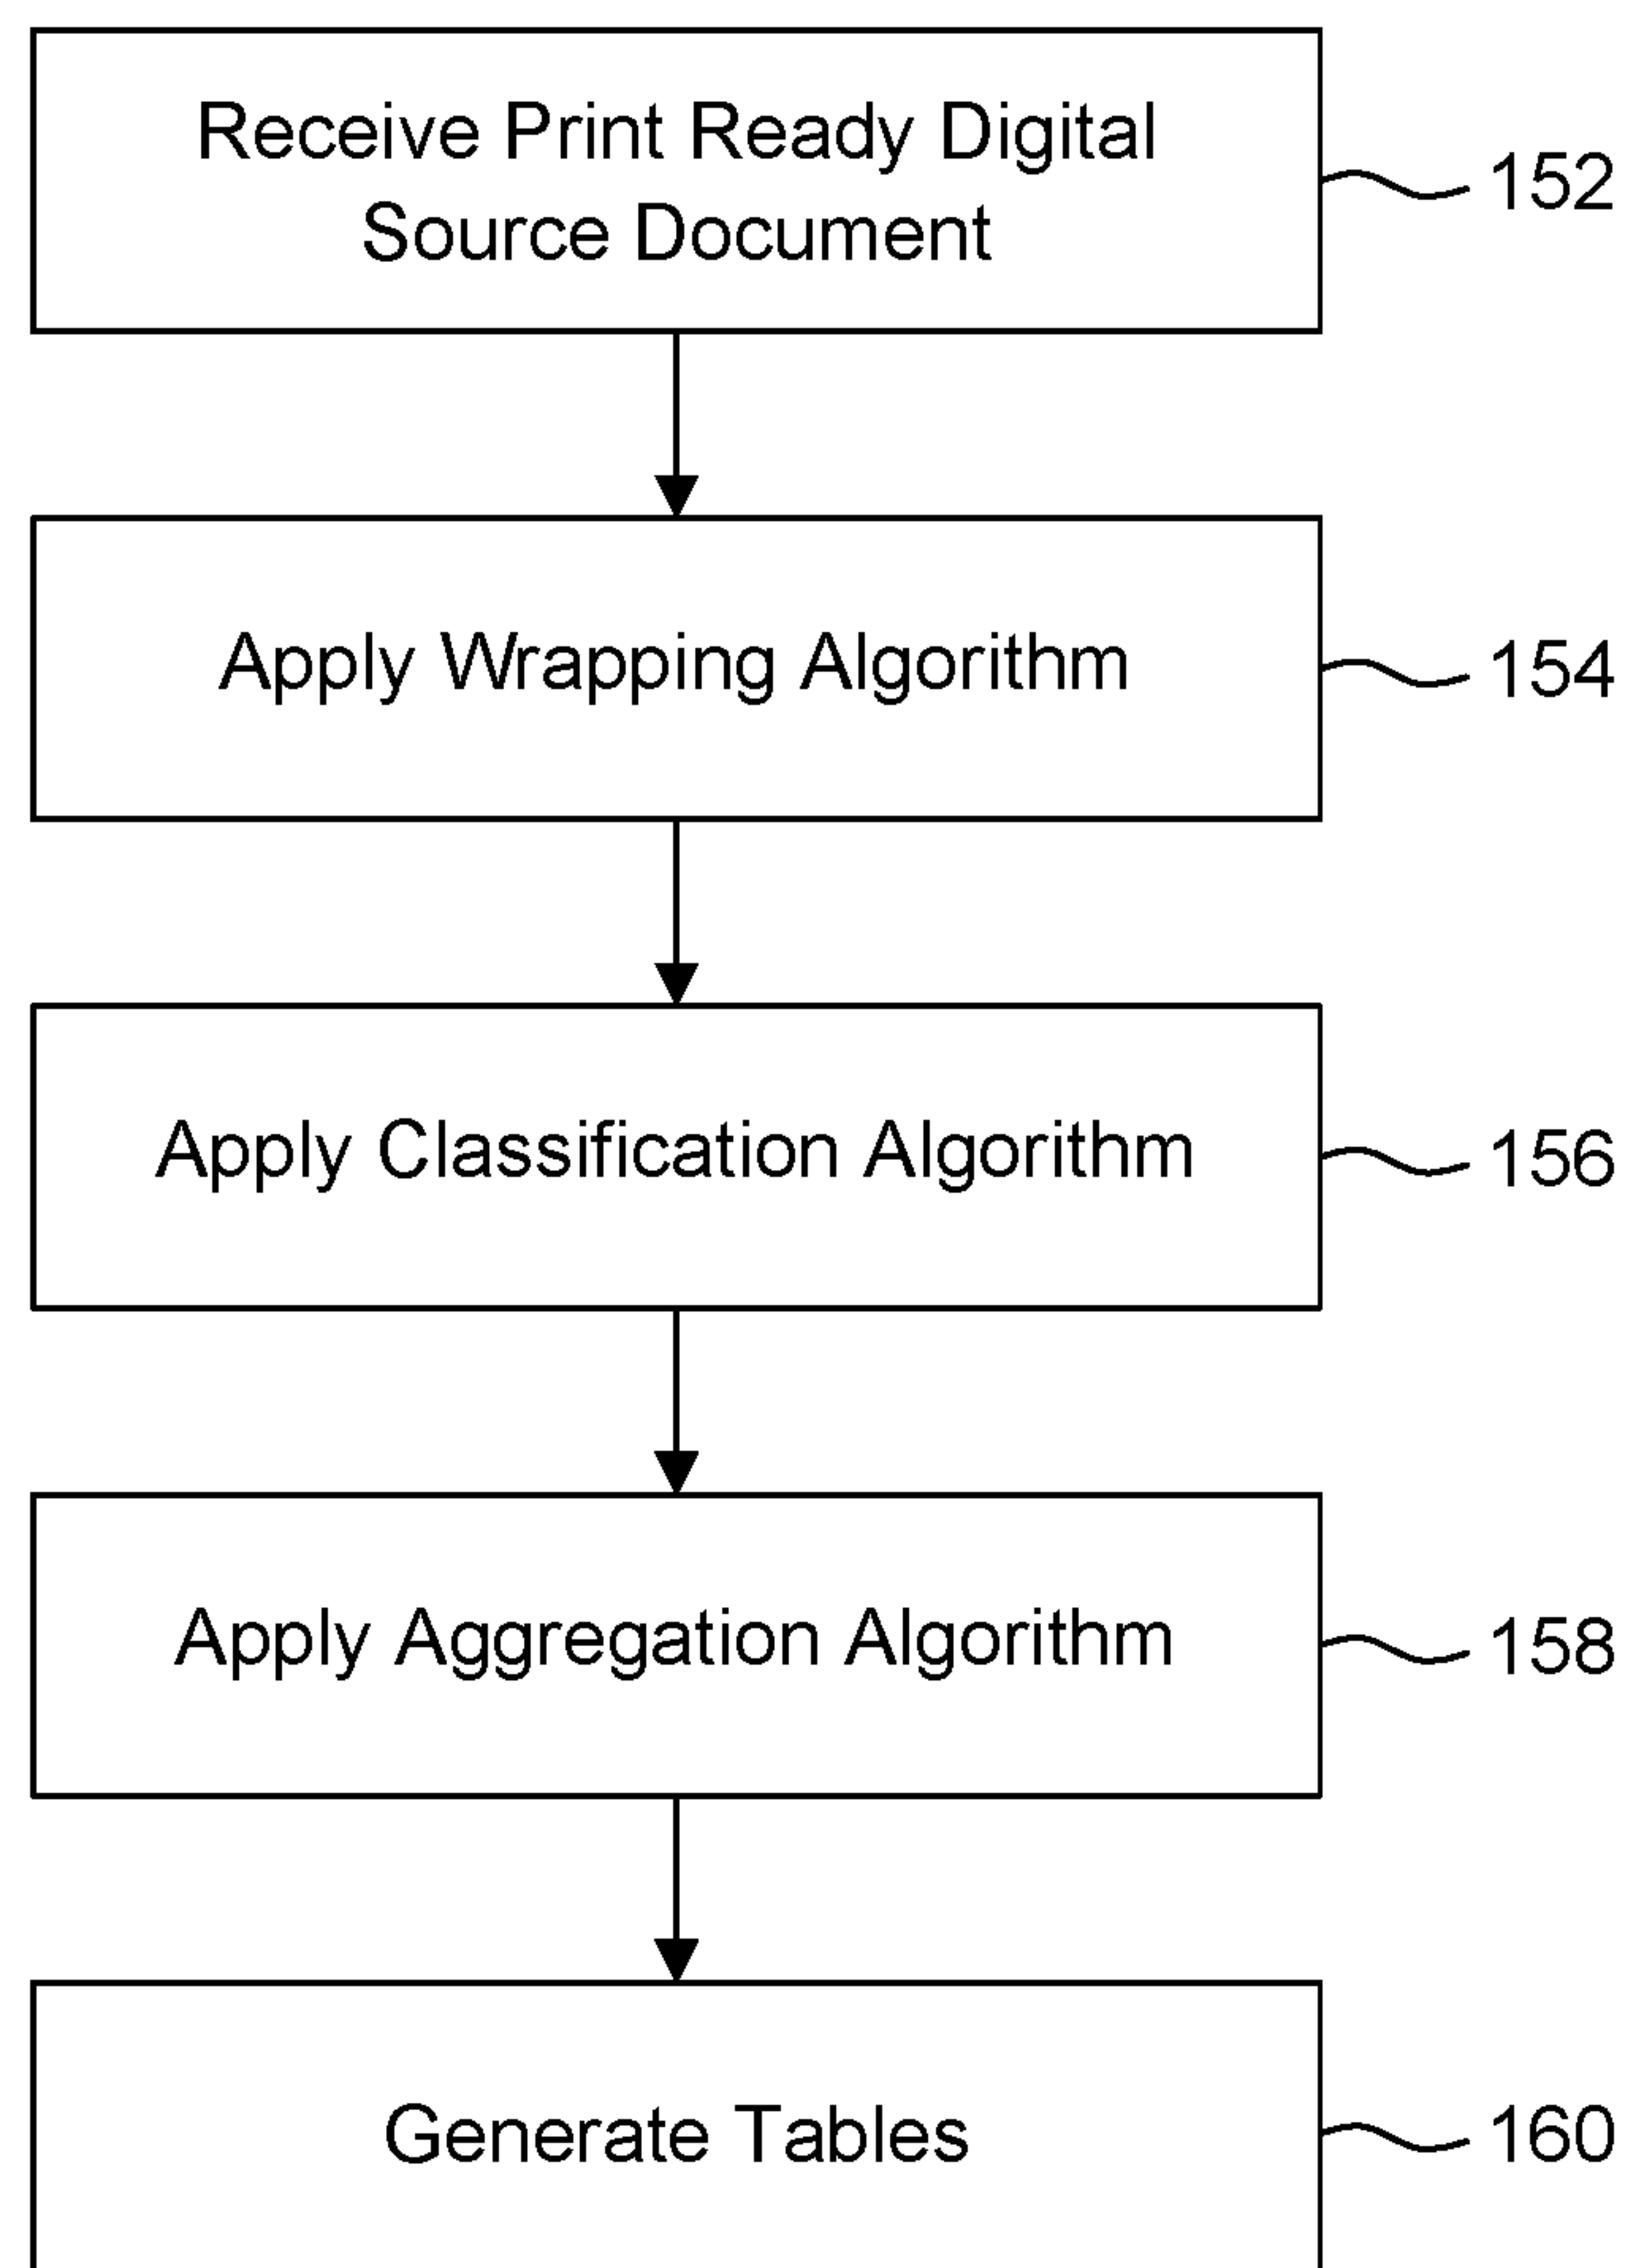 Receive Print Ready Digital
Source Document
152
Apply Wrapping Algorithm
154
Apply Classification Algorithm
156
Apply Aggregation Algorithm
158
Generate Tables
160